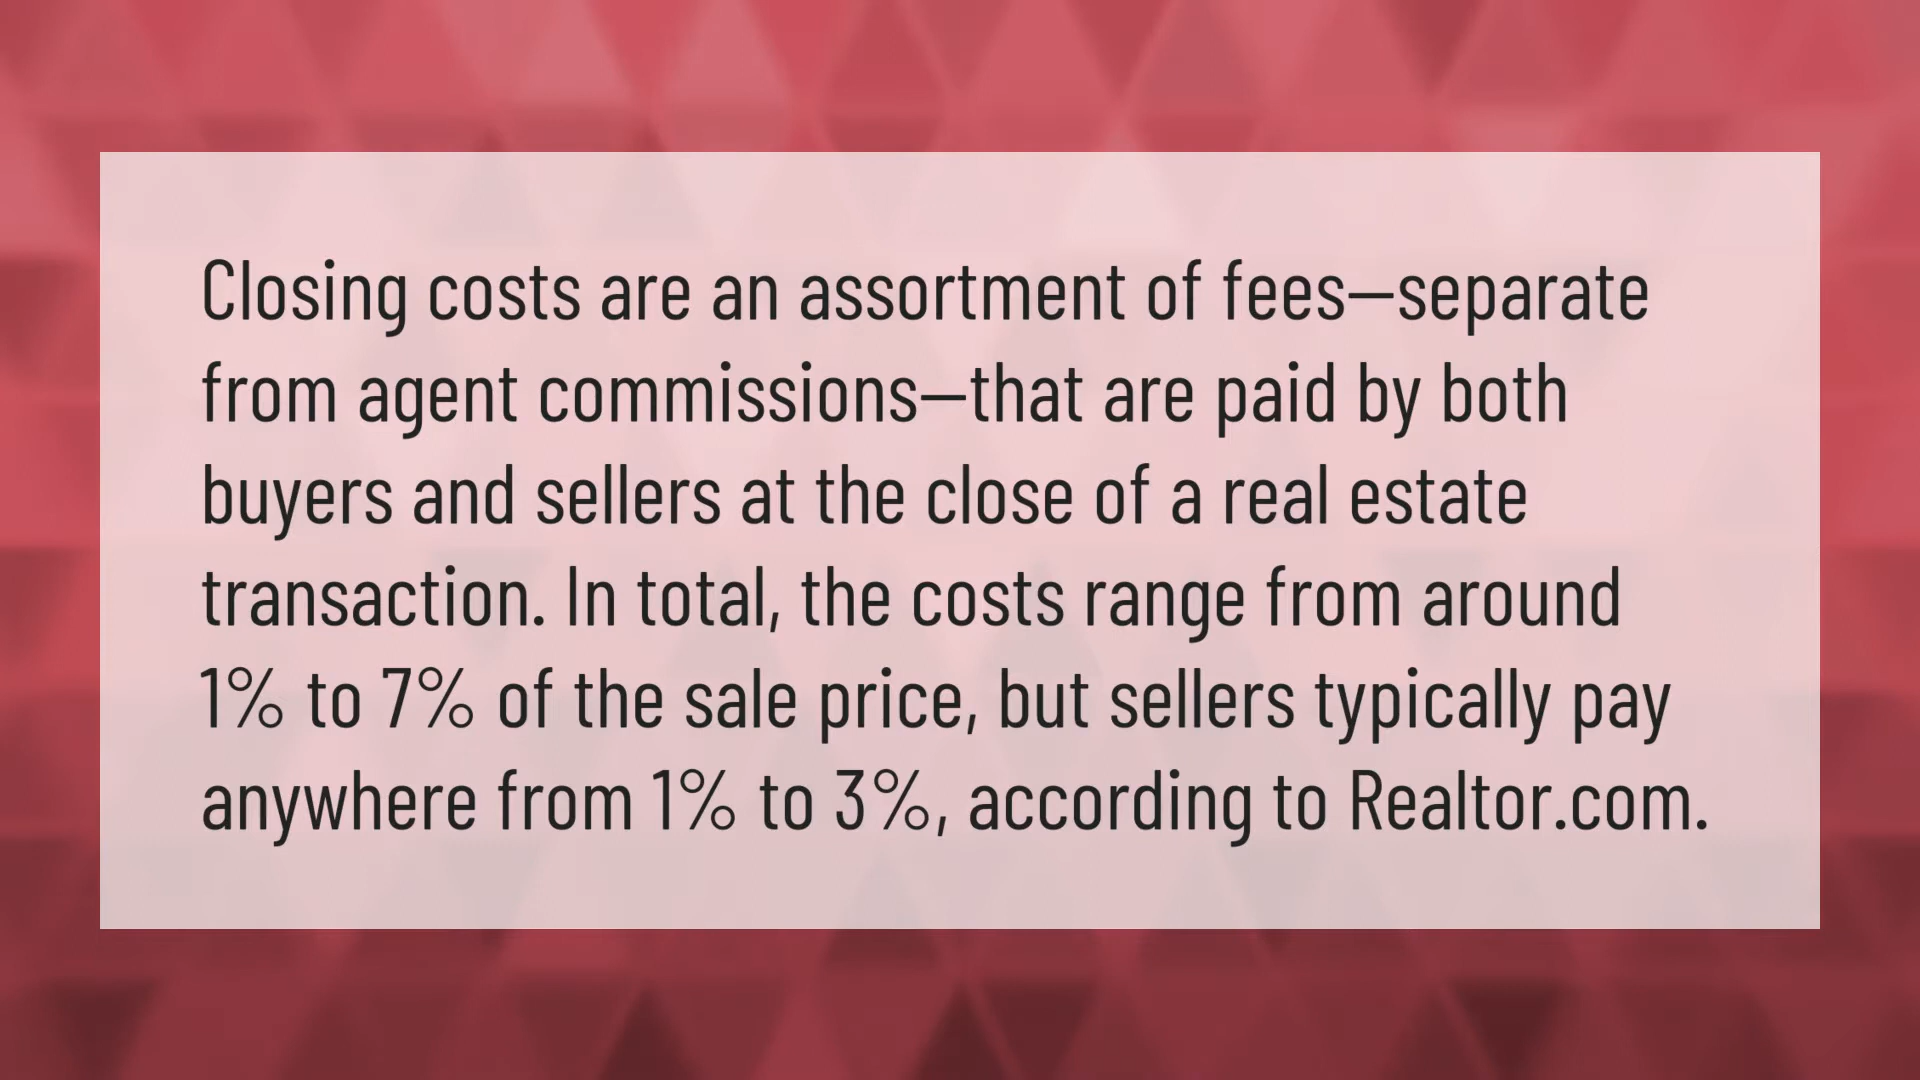 Closing costs are an assortment of fees—separate
from agent commissions—that are paid by both
buyers and sellers at the close of a real estate
transaction. In total, the costs range from around
1% to 7% of the sale price, but sellers typically pay
anywhere from 1% to 3%, according to Realtor.com.